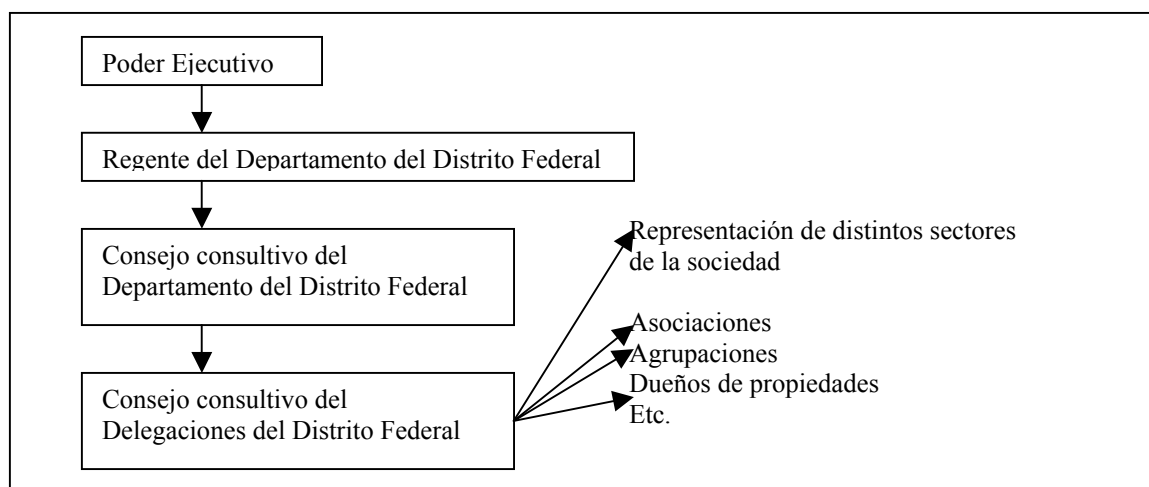 Poder Ejecutivo
Regente del Departamento del Distrito Federal
Consejo consultivo del
Departamento del Distrito Federal
Representación de distintos sectores
de la sociedad
Asociaciones
Agrupaciones
Dueños de propiedades
Etc.
Consejo consultivo del
Delegaciones del Distrito Federal